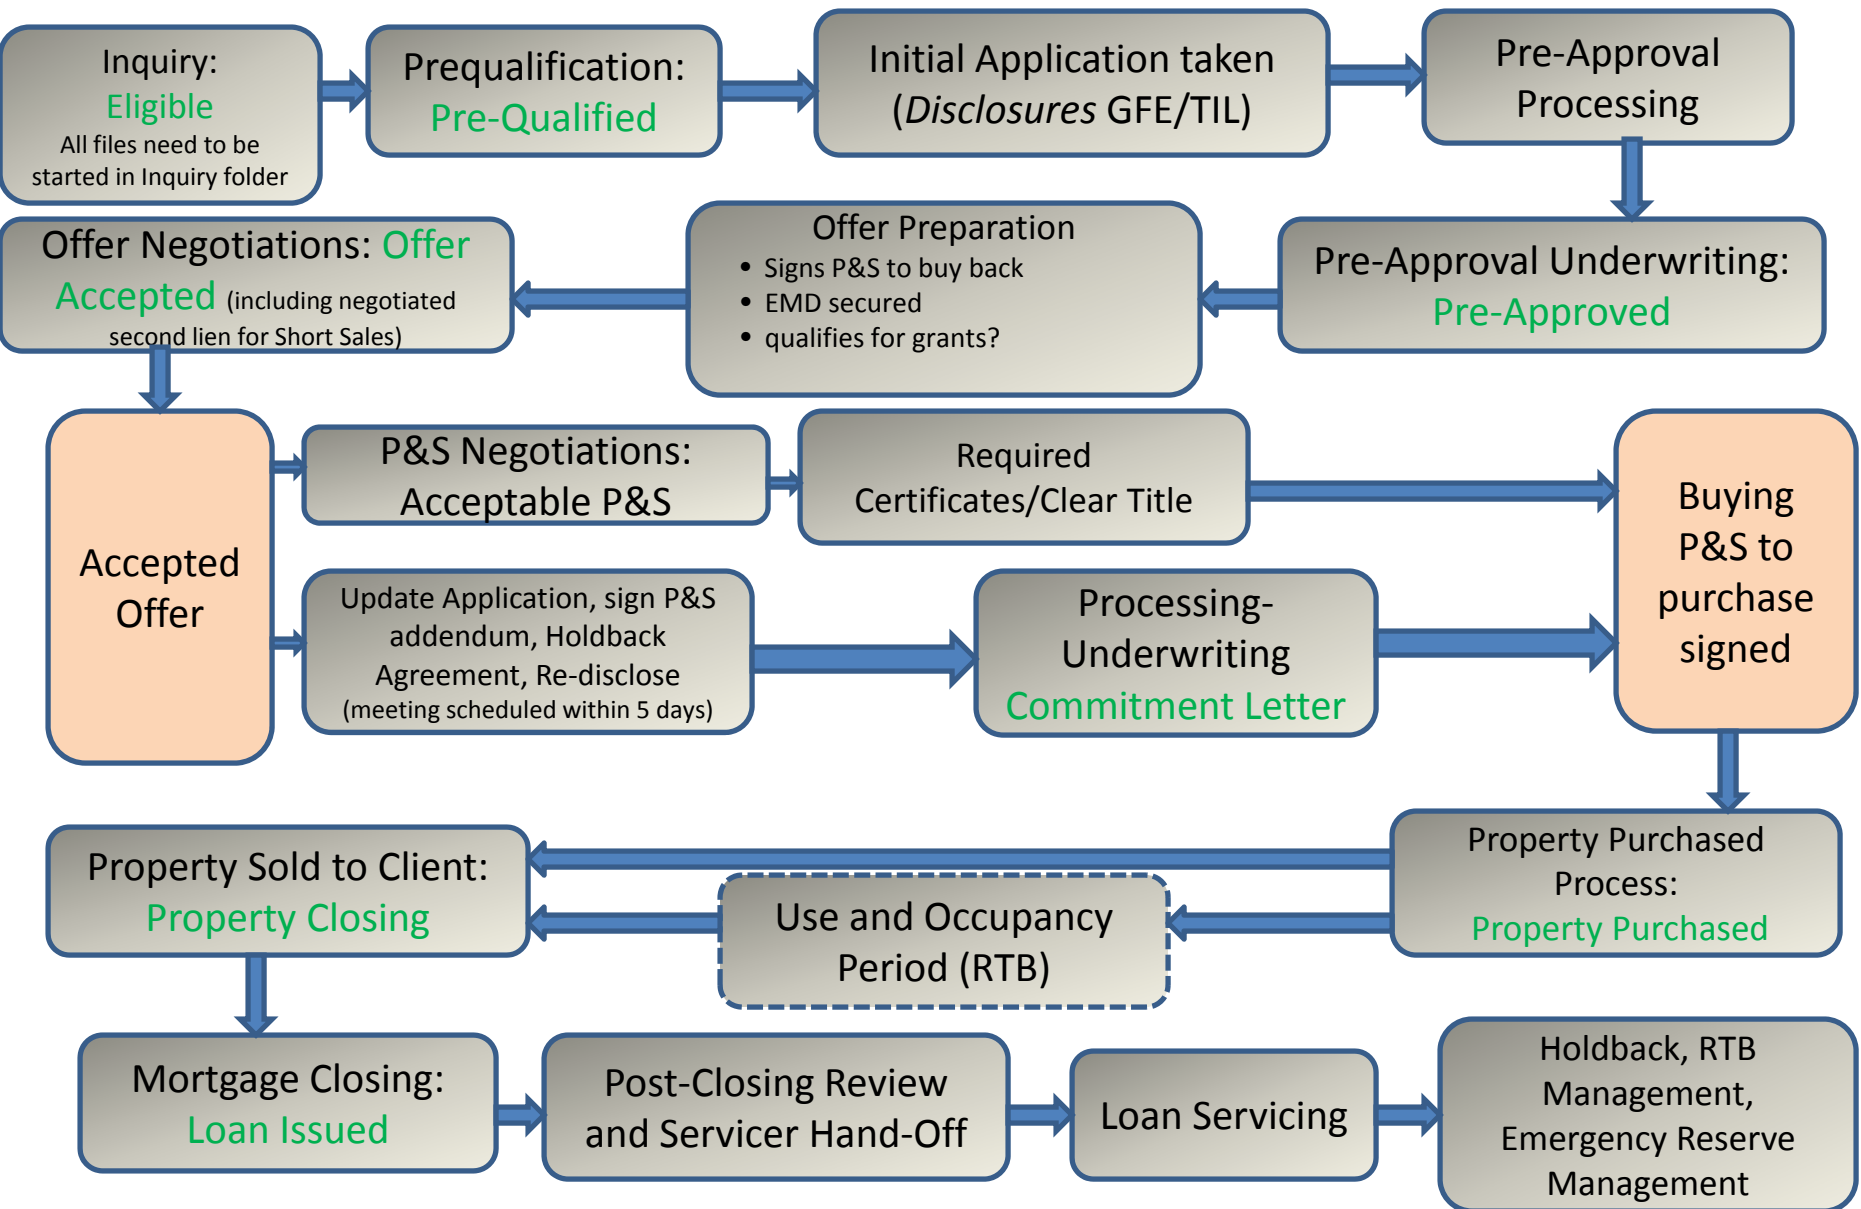 Inquiry:
Eligible
All files need to be
started in Inquiry folder
Prequalification:
Pre-Qualified
Initial Application taken
(Disclosures GFE/TIL)
Pre-Approval
Processing
Offer Negotiations: Offer
Accepted (including negotiated
second lien for Short Sales)
Offer Preparation
• Signs P&S to buy back
• EMD secured
• qualifies for grants?
Pre-Approval Underwriting:
Pre-Approved
Accepted
Offer
P&S Negotiations:
Acceptable P&S
Required
Certificates/Clear Title
Buying
P&S to
purchase
signed
Update Application, sign P&S
addendum, Holdback
Agreement, Re-disclose
(meeting scheduled within 5 days)
Processing-
Underwriting
Commitment Letter
Property Sold to Client:
Property Closing
Use and Occupancy
Period (RTB)
Property Purchased
Process:
Property Purchased
Mortgage Closing:
Loan Issued
Post-Closing Review
and Servicer Hand-Off
Loan Servicing
Holdback, RTB
Management,
Emergency Reserve
Management